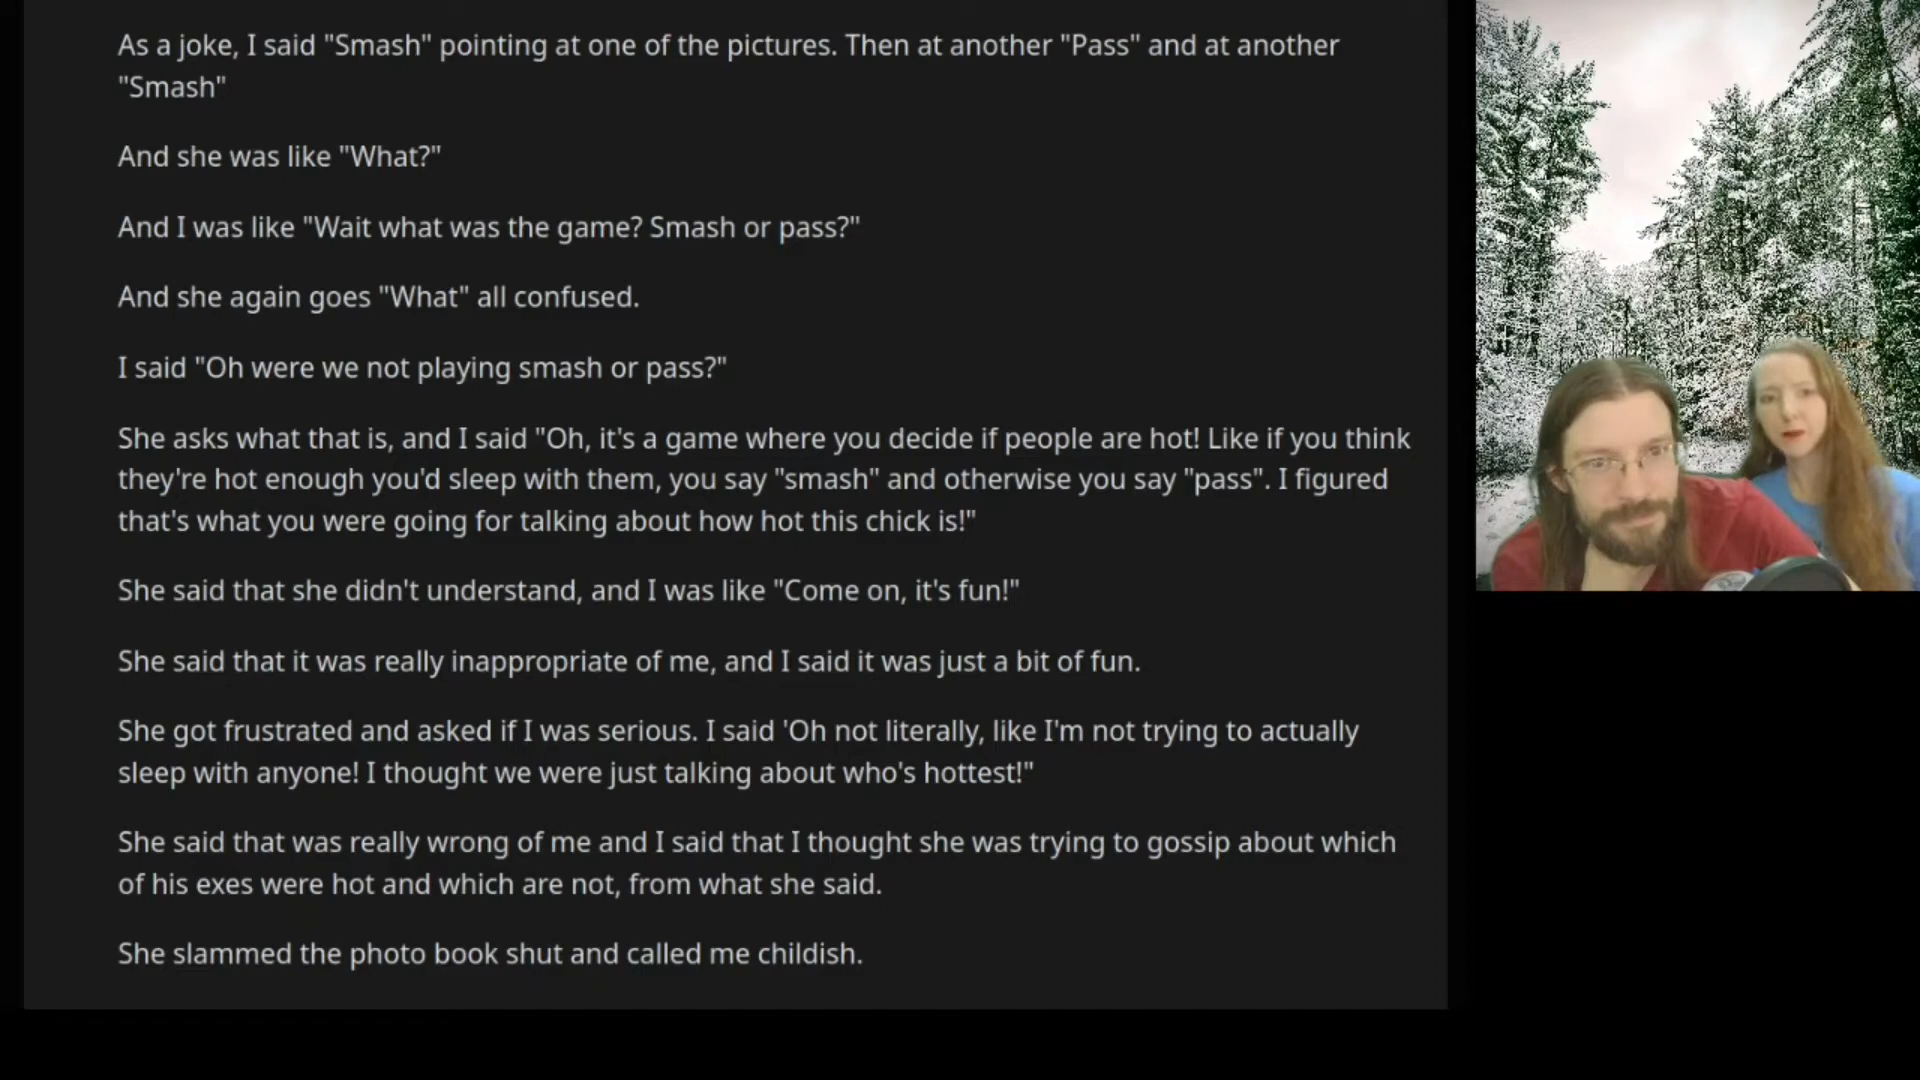 As a joke, I said "Smash" pointing at one of the pictures. Then at another "Pass" and at another
"Smash"
And she was like "What?"
And I was like "Wait what was the game? Smash or pass?"
And she again goes "What" all confused.
I said "Oh were we not playing smash or pass?"
She asks what that is, and I said "Oh, it's a game where you decide if people are hot! Like if you think
they're hot enough you'd sleep with them, you say "smash" and otherwise you say "pass". I figured
that's what you were going for talking about how hot this chick is!"
She said that she didn't understand, and I was like "Come on, it's fun!"
She said that it was really inappropriate of me, and I said it was just a bit of fun.
She got frustrated and asked if I was serious. I said 'Oh not literally, like I'm not trying to actually
sleep with anyone! I thought we were just talking about who's hottest!"
She said that was really wrong of me and I said that I thought she was trying to gossip about which
of his exes were hot and which are not, from what she said.
She slammed the photo book shut and called me childish.